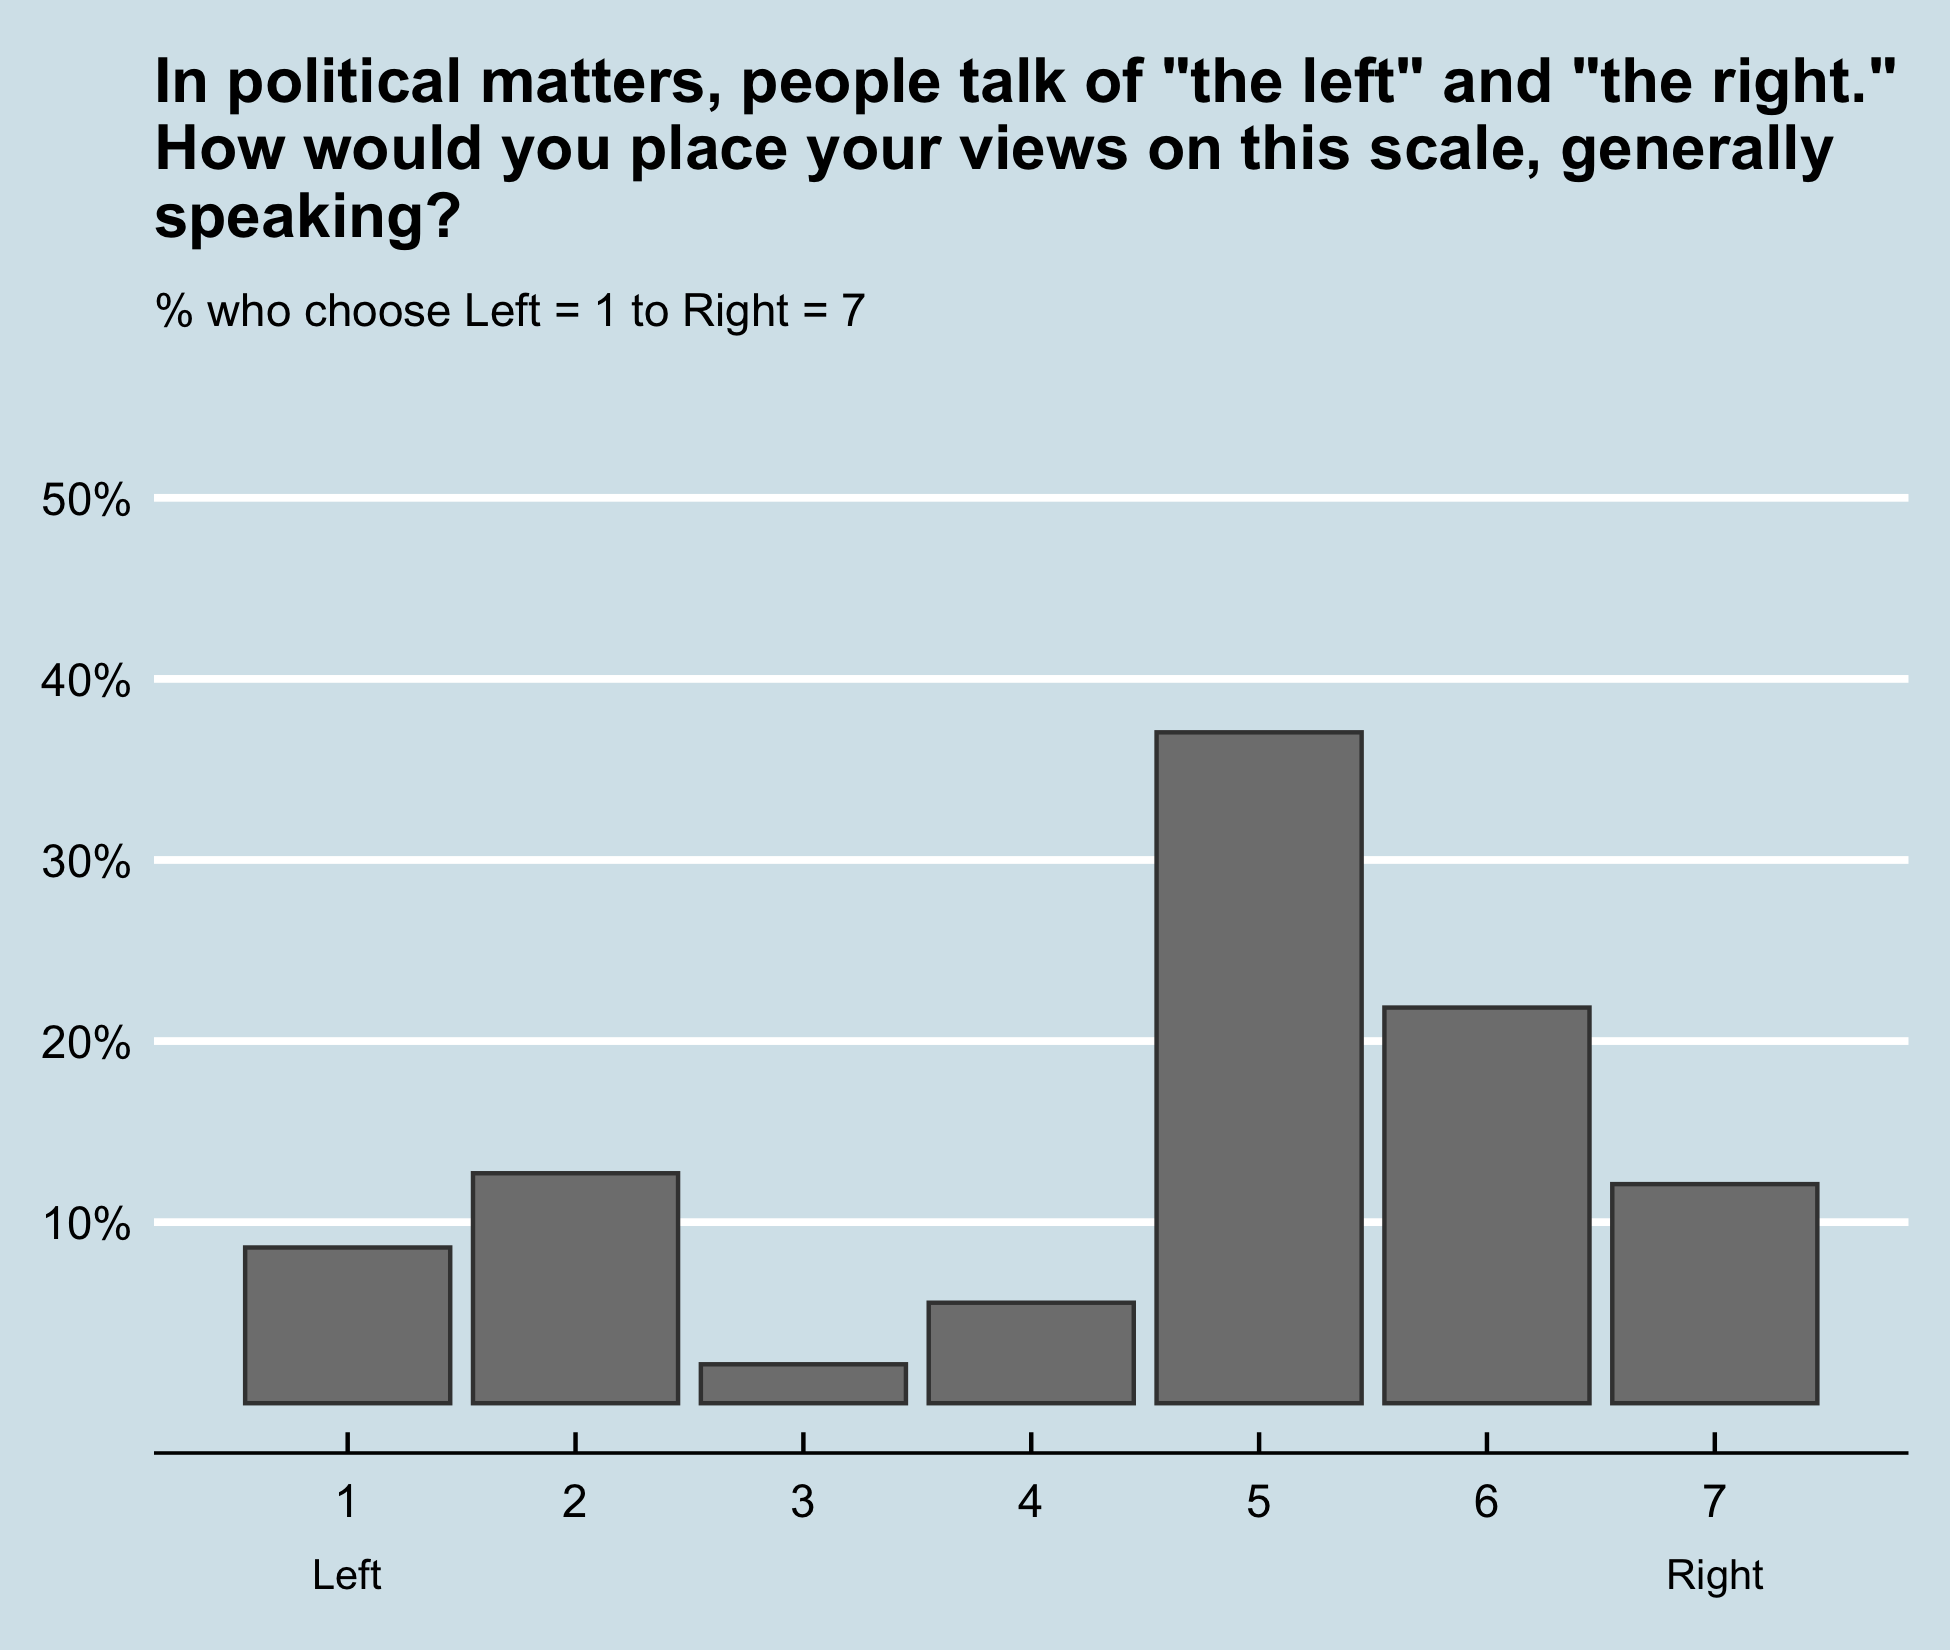 In political matters, people talk of "the left" and "the right."
How would you place your views on this scale, generally
speaking?
% who choose Left = 1 to Right = 7
50%
40%
30%
20%
10%
1 2 3 4 5 6 7
Left Right